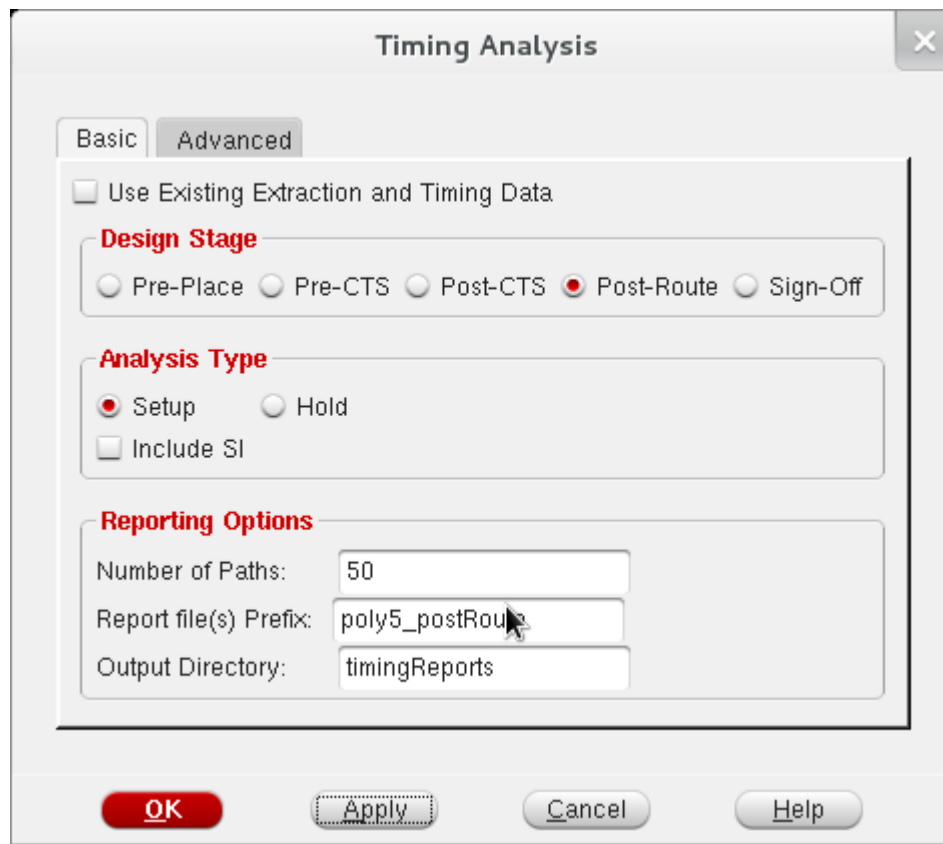 Timing Analysis
Basic Advanced
Use Existing Extraction and Timing Data
Design Stage
Pre-Place Pre-CTS Post-CTS Post-Route Sign-Off
Analysis Type
Setup Hold
Include SI
Reporting Options
Number of Paths: 50
Report file(s) Prefix: poly5_postRoute
Output Directory: timingReports
OK Apply Cancel Help